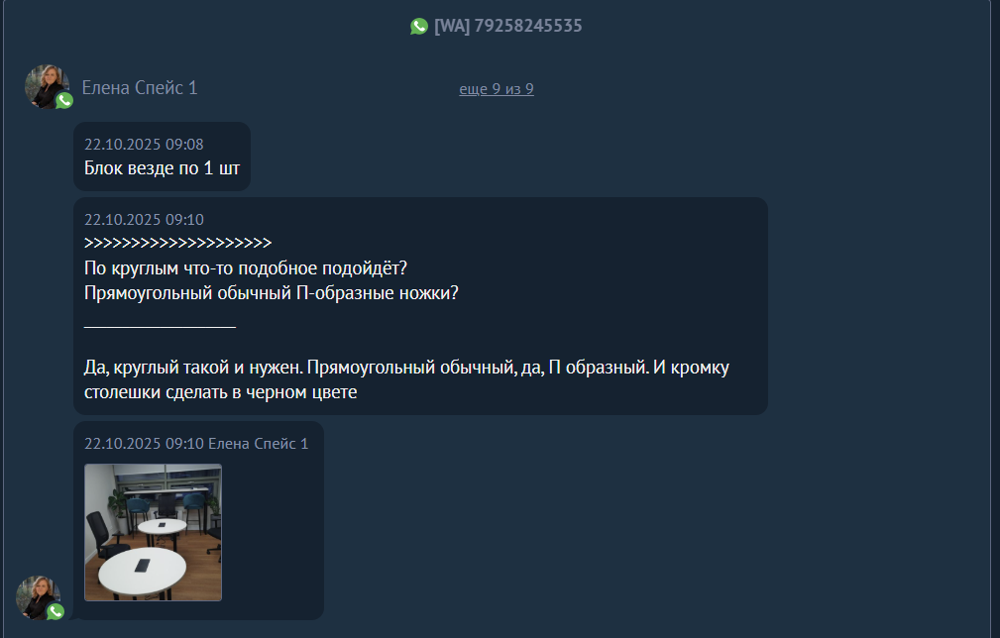 [WA] 79258245535
Елена Спейс 1
еще 9 из 9
22.10.2025 09:08
Блок везде по 1 шт
22.10.2025 09:10
>>>>>>>>>>>>>>>>>>>>
По круглым что-то подобное подойдёт?
Прямоугольный обычный П-образные ножки?
___________________
Да, круглый такой и нужен. Прямоугольный обычный, да, П образный. И кромку
столешки сделать в черном цвете
22.10.2025 09:10 Елена Спейс 1